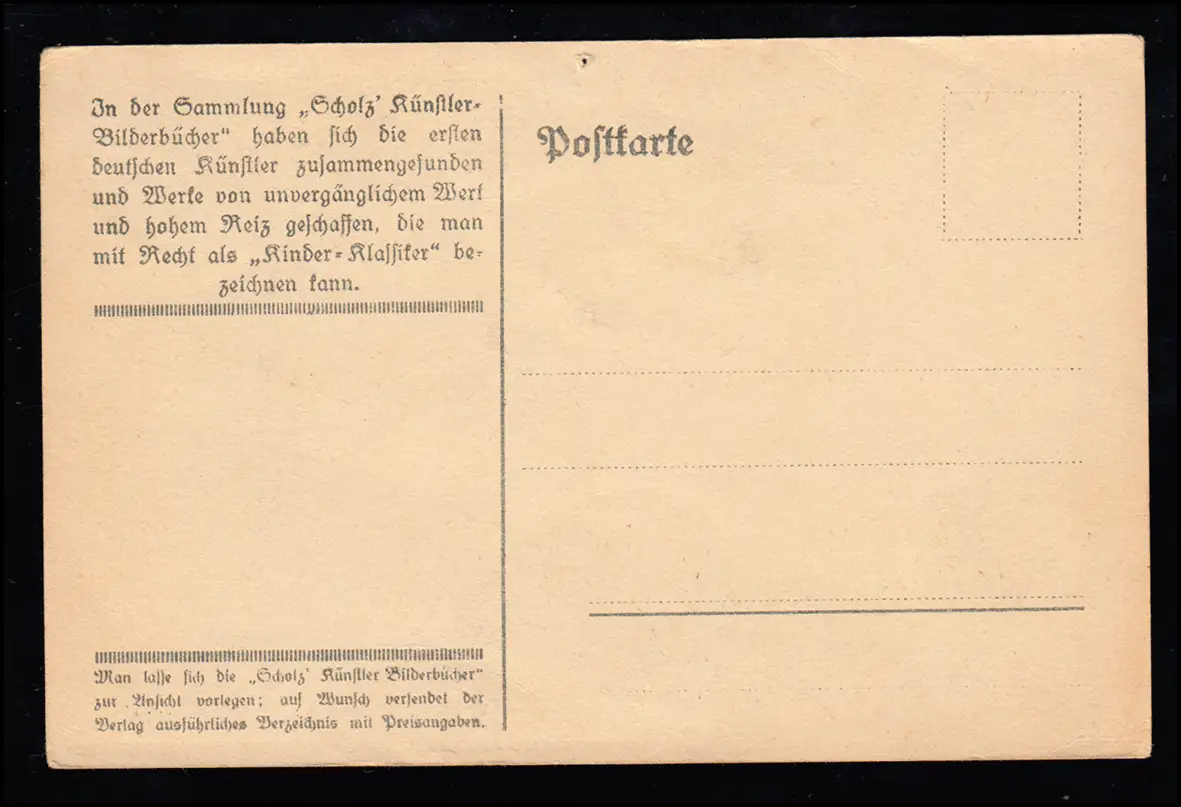 In der Sammlung „Scholz' Künstler-
Bilderbücher“ haben sich die ersten
deutschen Künstler zusammengefunden
und Werke von unvergänglichem Wert
und hohem Reiz geschaffen, die man
mit Recht als „Kinder-Klassiker“ be-
zeichnen kann.
Man lasse sich die „Scholz' Künstler Bilderbücher“
zur Ansicht vorlegen; auf Wunsch versendet der
Verlag ausführliches Verzeichnis mit Preisangaben.
Postkarte